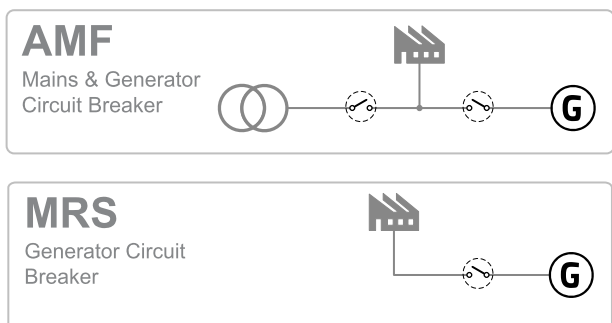 AMF
Mains & Generator
Circuit Breaker
G
MRS
Generator Circuit
Breaker
G